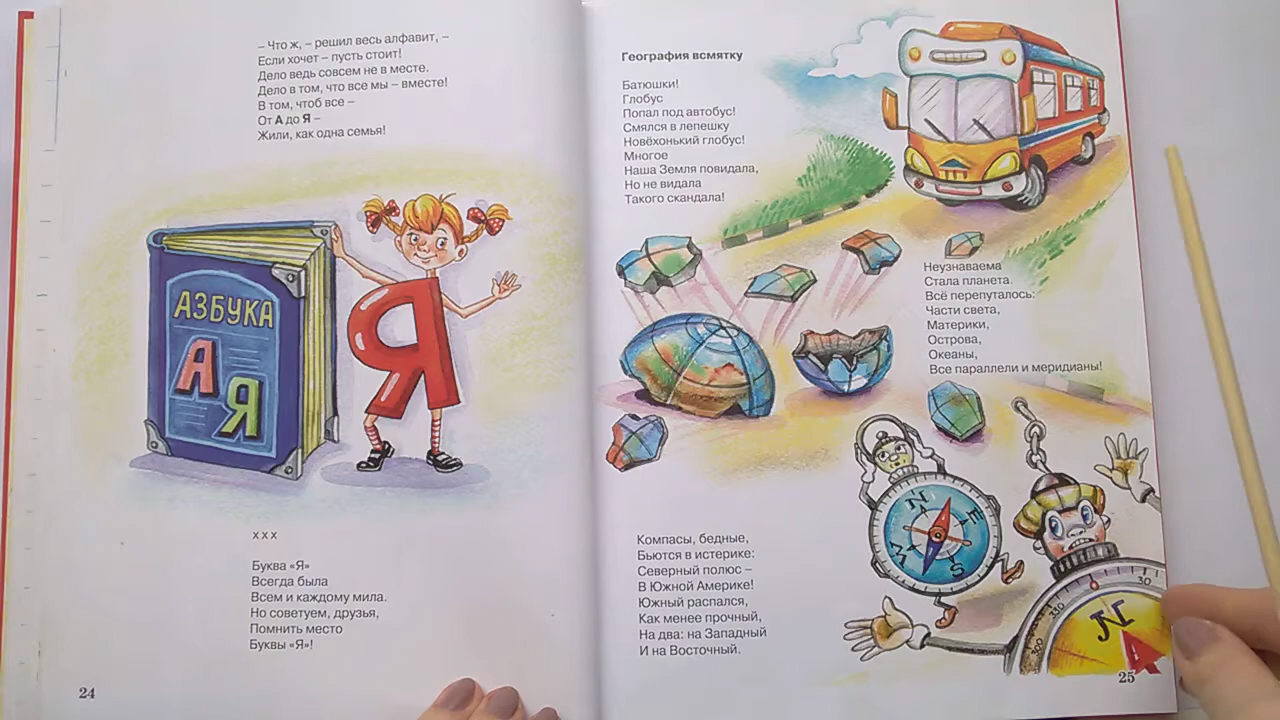 – Что ж, – решил весь алфавит, –
Если хочет – пусть стоит!
Дело ведь совсем не в месте.
Дело в том, что все мы – вместе!
В том, чтоб все –
От А до Я –
Жили, как одна семья!
АЗБУКА
А
Я
Я
х х х
Буква «Я»
Всегда была
Всем и каждому мила.
Но советуем, друзья,
Помнить место
Буквы «Я»!
24
География всмятку
Батюшки!
Глобус
Попал под автобус!
Смялся в лепешку
Новёхонький глобус!
Многое
Наша Земля повидала,
Но не видала
Такого скандала!
Неузнаваема
Стала планета.
Всё перепуталось:
Части света,
Материки,
Острова,
Океаны,
Все параллели и меридианы!
Компасы, бедные,
Бьются в истерике:
Северный полюс –
В Южной Америке!
Южный распался,
Как менее прочный,
На два: на Западный
И на Восточный.
N
E
W
S
300
330
30
N
25